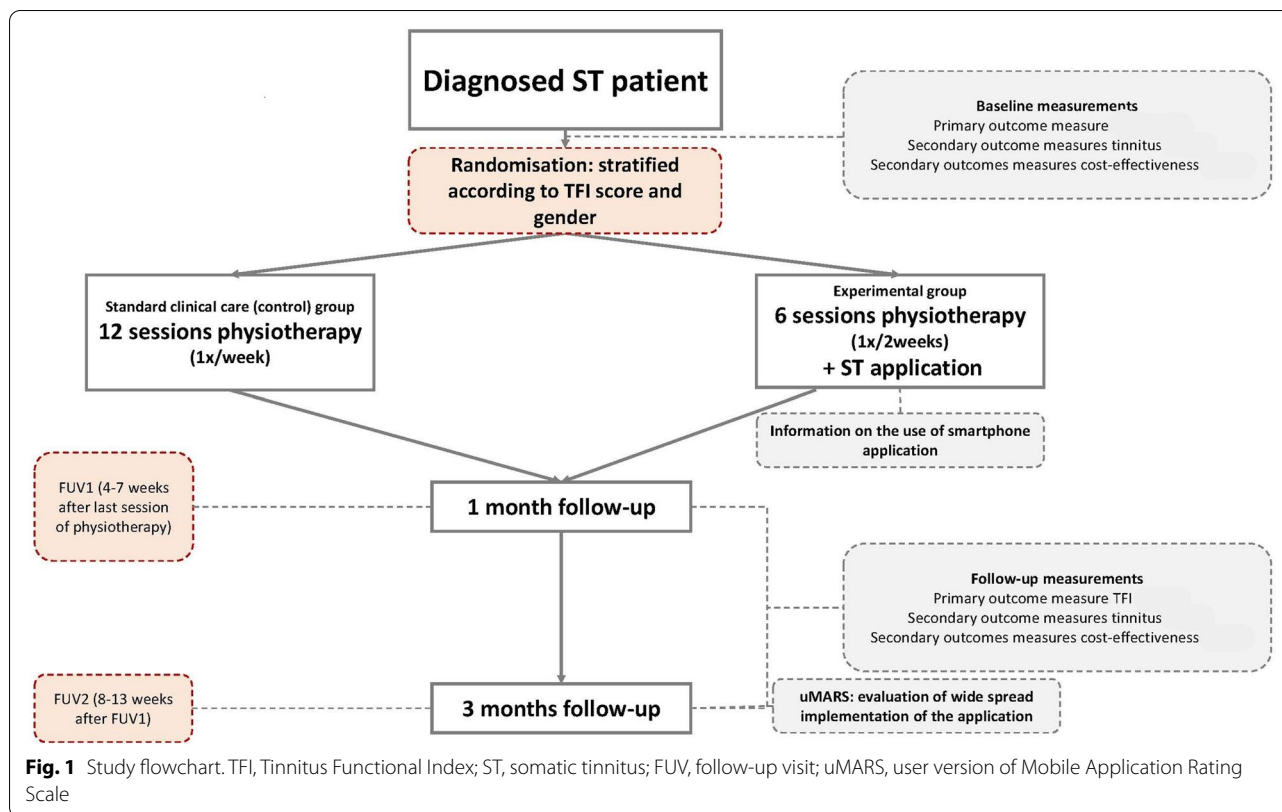 Diagnosed ST patient
Baseline measurements
Primary outcome measure
Secondary outcome measures tinnitus
Secondary outcomes measures cost-effectiveness
Randomisation: stratified
according to TFI score and
gender
Standard clinical care (control) group
12 sessions physiotherapy
(1x/week)
Experimental group
6 sessions physiotherapy
(1x/2weeks)
+ ST application
Information on the use of smartphone
application
FUV1 (4-7 weeks
after last session
of physiotherapy)
1 month follow-up
Follow-up measurements
Primary outcome measure TFI
Secondary outcome measures tinnitus
Secondary outcomes measures cost-effectiveness
FUV2 (8-13 weeks
after FUV1)
3 months follow-up
uMARS: evaluation of wide spread
implementation of the application
Fig. 1 Study flowchart. TFI, Tinnitus Functional Index; ST, somatic tinnitus; FUV, follow-up visit; uMARS, user version of Mobile Application Rating
Scale